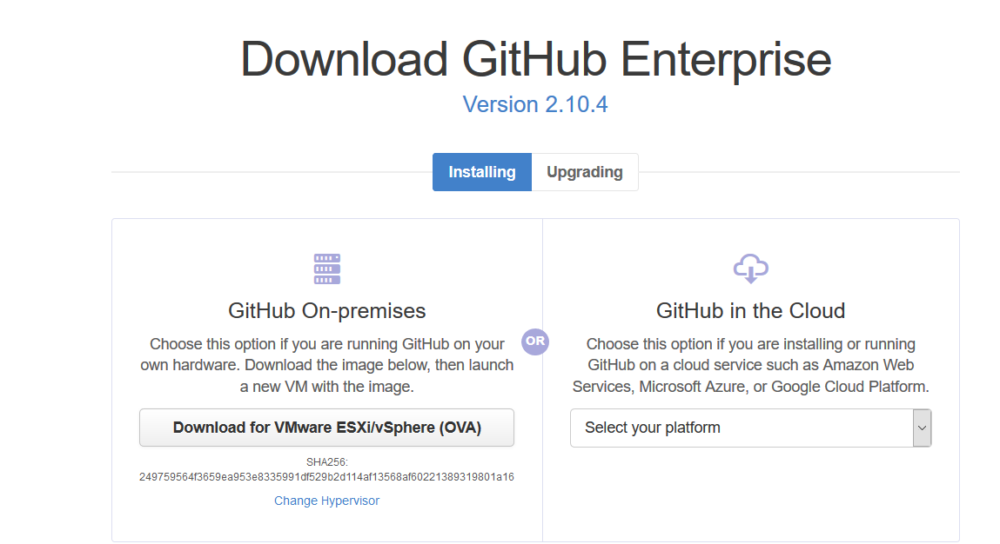 Download GitHub Enterprise
Version 2.10.4
Installing
Upgrading
GitHub On-premises
Choose this option if you are running GitHub on your
own hardware. Download the image below, then launch
a new VM with the image.
Download for VMware ESXi/vSphere (OVA)
SHA256:
249759564f3659ea953e8335991df529b2d114af13568af60221389319801a16
Change Hypervisor
OR
GitHub in the Cloud
Choose this option if you are installing or running
GitHub on a cloud service such as Amazon Web
Services, Microsoft Azure, or Google Cloud Platform.
Select your platform